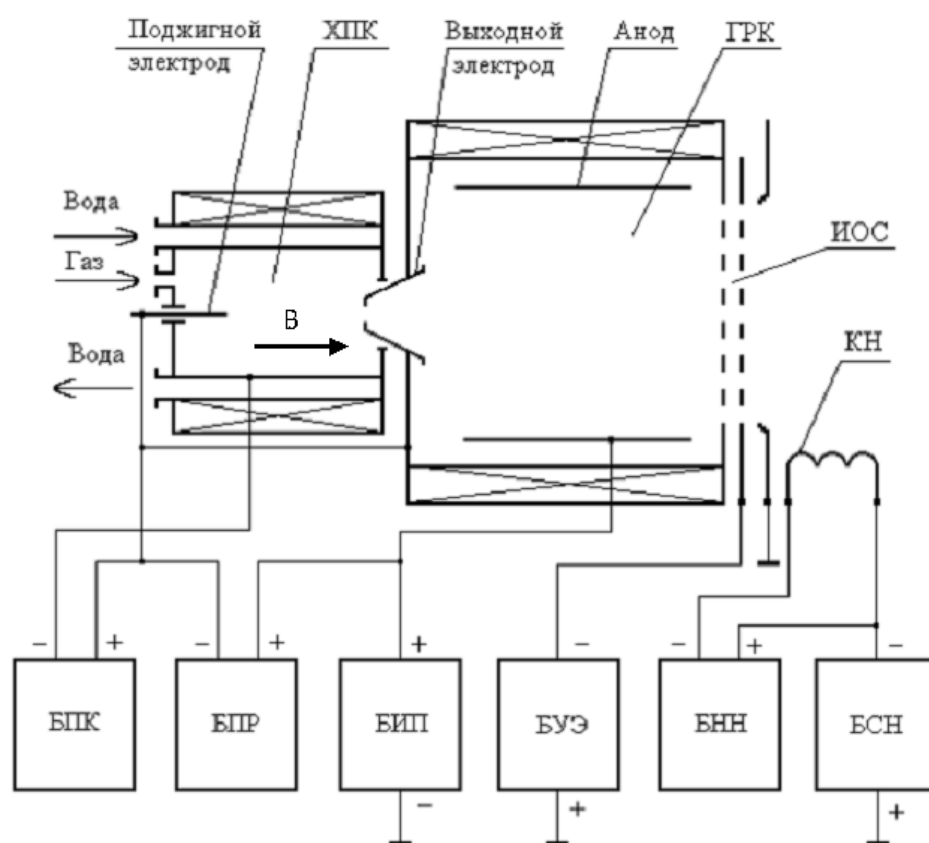 Поджигной
электрод
ХПК
Выходной
электрод
Анод
ГРК
Вода
Газ
ИОС
В
Вода
КН
− + − + + − − + −
БПК БПР БИП БУЭ БНН БСН
− + +